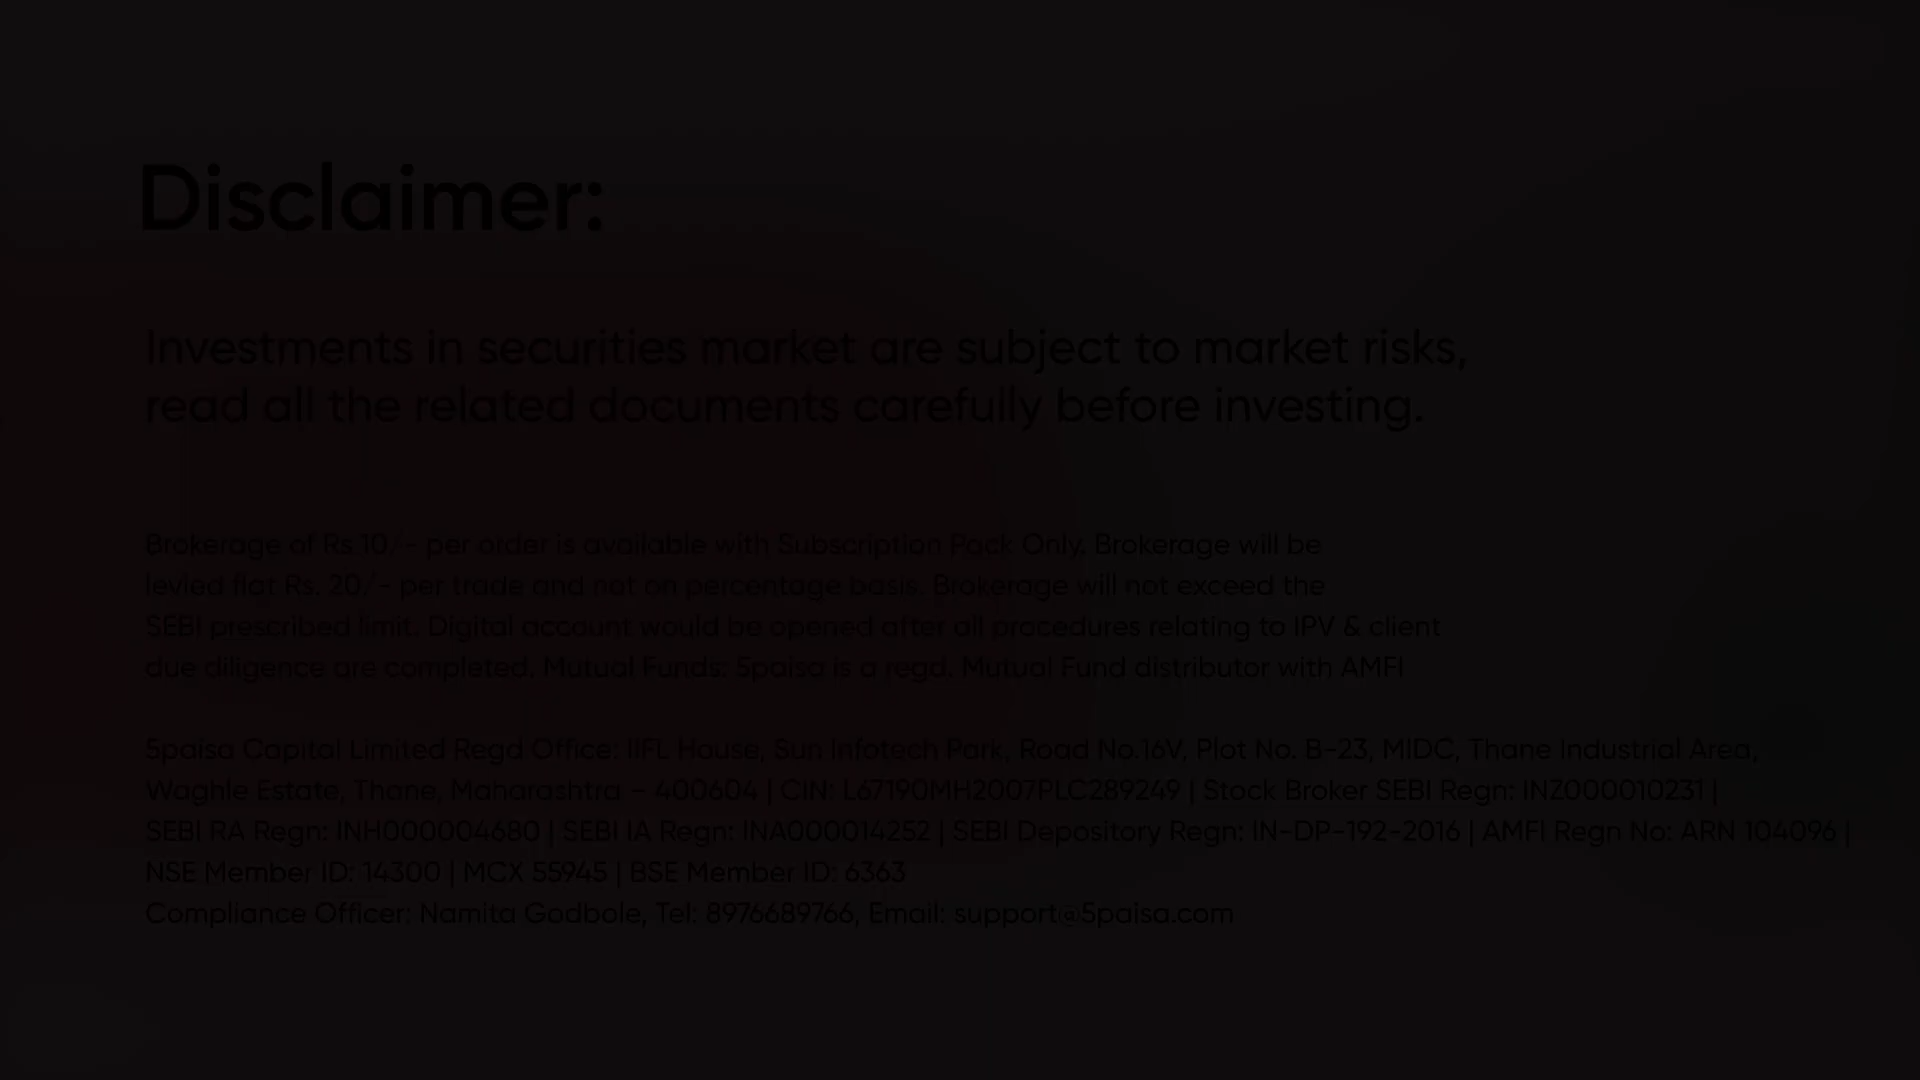 Disclaimer:
Investments in securities market are subject to market risks,
read all the related documents carefully before investing.
Brokerage of Rs.10/- per order is available with Subscription Pack Only. Brokerage will be
levied flat Rs. 20/- per trade and not on percentage basis. Brokerage will not exceed the
SEBI prescribed limit. Digital account would be opened after all procedures relating to IPV & client
due diligence are completed. Mutual Funds: 5paisa is a regd. Mutual Fund distributor with AMFI
5paisa Capital Limited Regd Office: IIFL House, Sun Infotech Park, Road No.16V, Plot No. B-23, MIDC, Thane Industrial Area,
Waghle Estate, Thane, Maharashtra – 400604 | CIN: L67190MH2007PLC289249 | Stock Broker SEBI Regn: INZ000010231 |
SEBI RA Regn: INH000004680 | SEBI IA Regn: INA000014252 | SEBI Depository Regn: IN-DP-192-2016 | AMFI Regn No: ARN 104096 |
NSE Member ID: 14300 | MCX 55945 | BSE Member ID: 6363
Compliance Officer: Namita Godbole, Tel: 8976689766, Email: support@5paisa.com